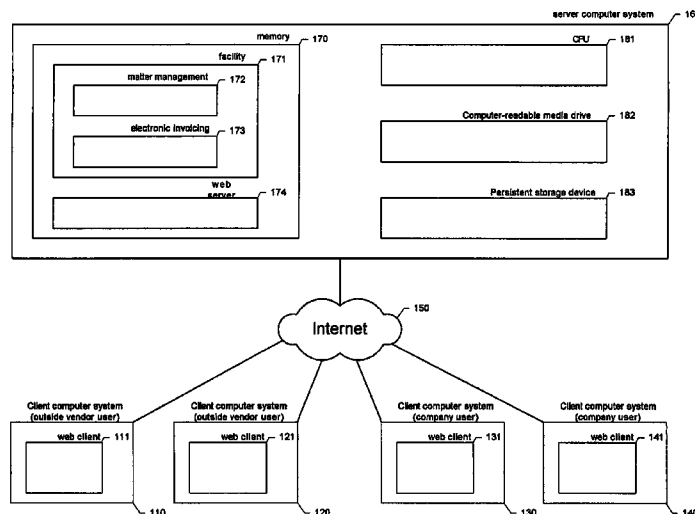 server computer system
memory 170
CPU 181
facility 171
matter management 172
electronic invoicing 173
Computer-readable media drive 182
web server 174
Persistent storage device 183
Internet
150
Client computer system
(outside vendor user)
web client 111
110
Client computer system
(outside vendor user)
web client 121
120
Client computer system
(company user)
web client 131
130
Client computer system
(company user)
web client 141